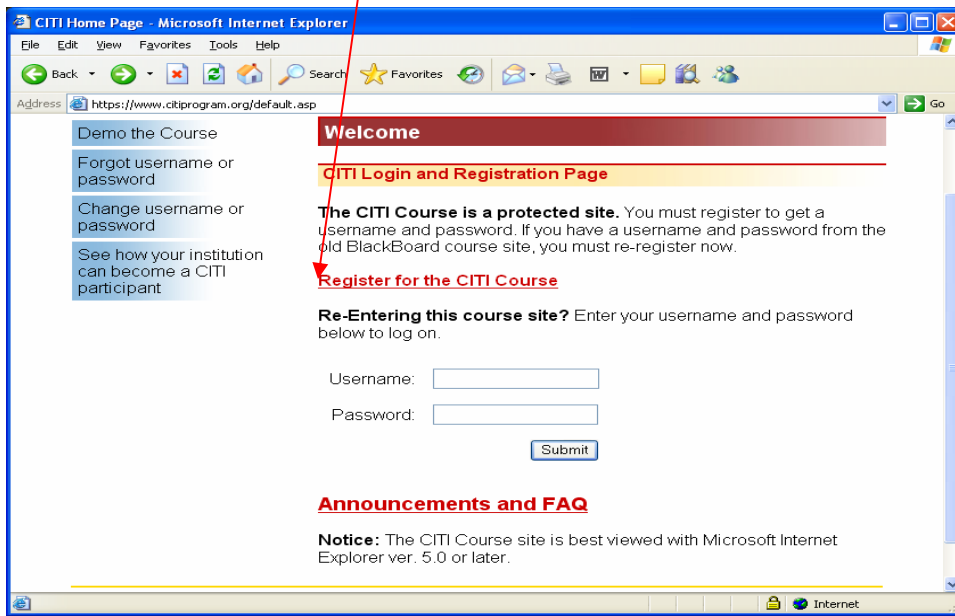 CITI Home Page - Microsoft Internet Explorer
File Edit View Favorites Tools Help
Back Search Favorites
Address https://www.citiprogram.org/default.asp Go
Demo the Course
Forgot username or
password
Change username or
password
See how your institution
can become a CITI
participant
Welcome
CITI Login and Registration Page
The CITI Course is a protected site. You must register to get a
username and password. If you have a username and password from the
old BlackBoard course site, you must re-register now.
Register for the CITI Course
Re-Entering this course site? Enter your username and password
below to log on.
Username:
Password:
Submit
Announcements and FAQ
Notice: The CITI Course site is best viewed with Microsoft Internet
Explorer ver. 5.0 or later.
Internet